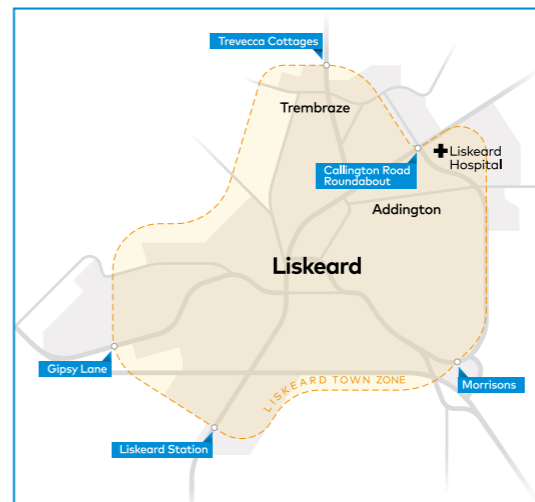 Trevecca Cottages
Trembraze
Liskeard
Hospital
Callington Road
Roundabout
Addington
Liskeard
Gipsy Lane
Morrisons
LISKEARD TOWN ZONE
Liskeard Station